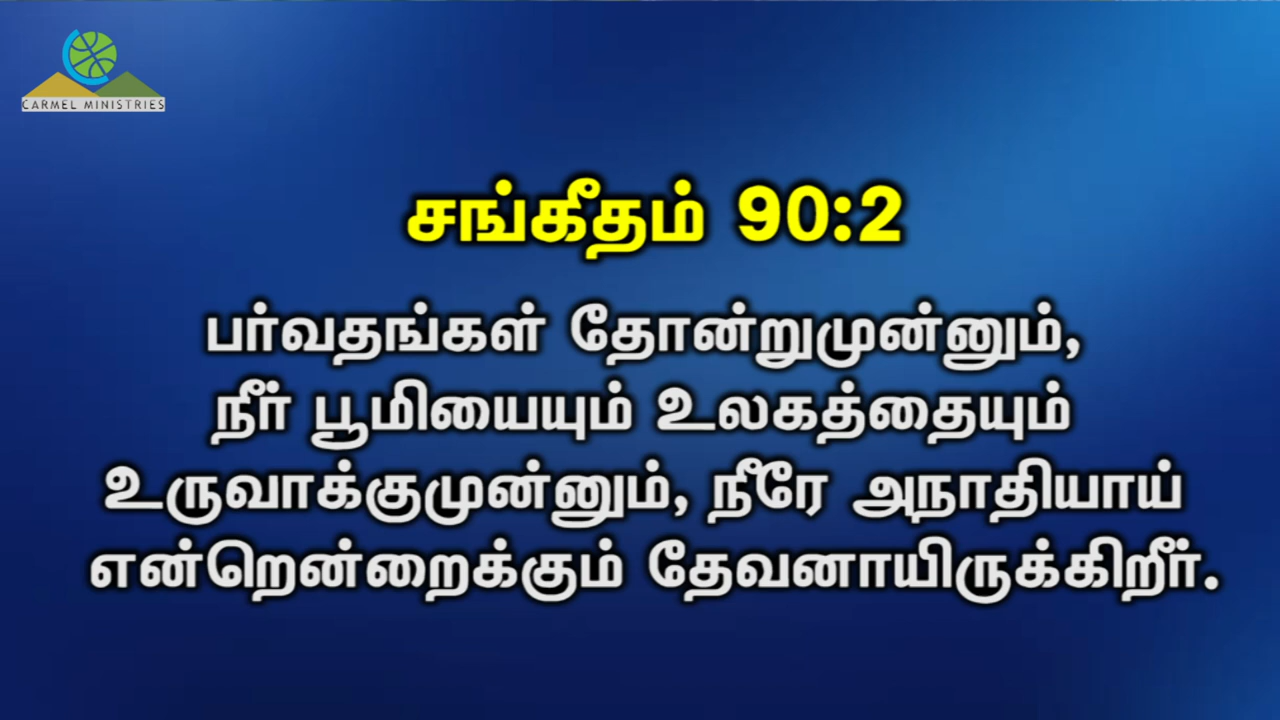 CARMEL MINISTRIES
சங்கீதம் 90:2
பர்வதங்கள் தோன்றுமுன்னும்,
நீர் பூமியையும் உலகத்தையும்
உருவாக்குமுன்னும், நீரே அநாதியாய்
என்றென்றைக்கும் தேவனாயிருக்கிறீர்.